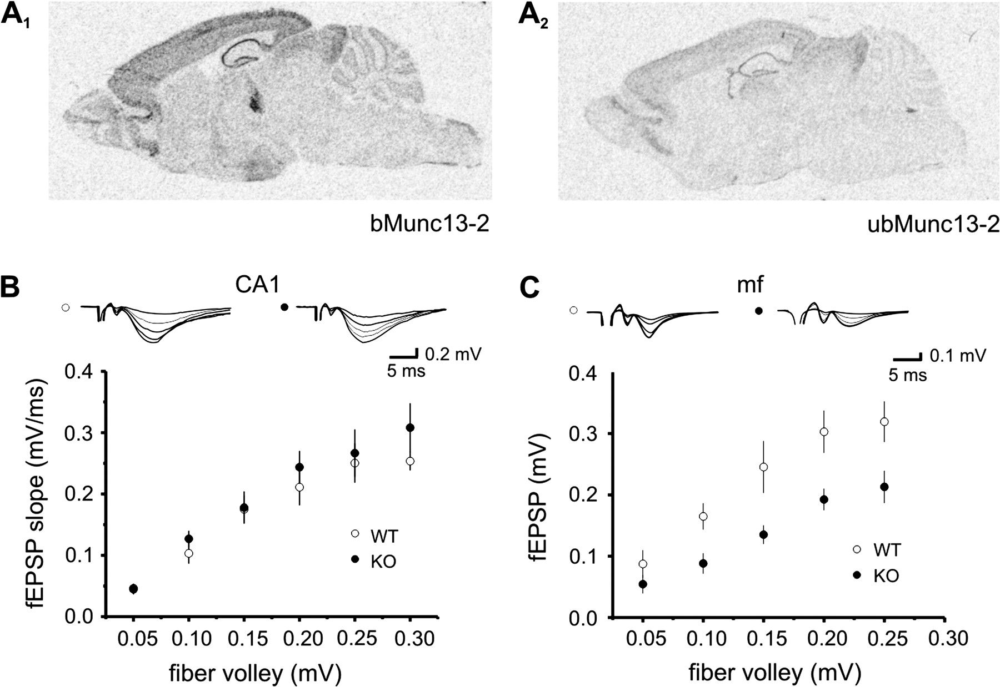 A1
A2
bMunc13-2
ubMunc13-2
B
CA1
0.2 mV
5 ms
0.4
0.3
0.2
0.1
0.0
fEPSP slope (mV/ms)
WT
KO
0.05 0.10 0.15 0.20 0.25 0.30
fiber volley (mV)
C
mf
0.1 mV
5 ms
0.4
0.3
0.2
0.1
0.0
fEPSP (mV)
WT
KO
0.05 0.10 0.15 0.20 0.25 0.30
fiber volley (mV)